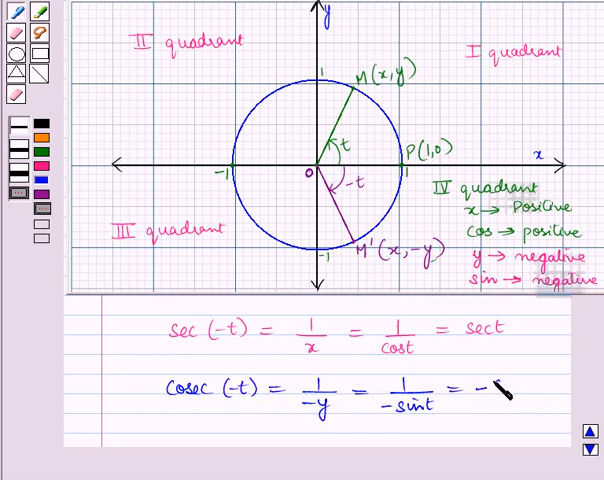 y
II quadrant
I quadrant
1
M(x,y)
t
P(1,0)
x
-1
O
1
-t
IV quadrant
x → Positive
cos → positive
III quadrant
y → negative
M'(x,-y)
-1
sin → negative
sec (-t) = 1/x = 1/cost = sect
cosec (-t) = 1/-y = 1/-sint = -